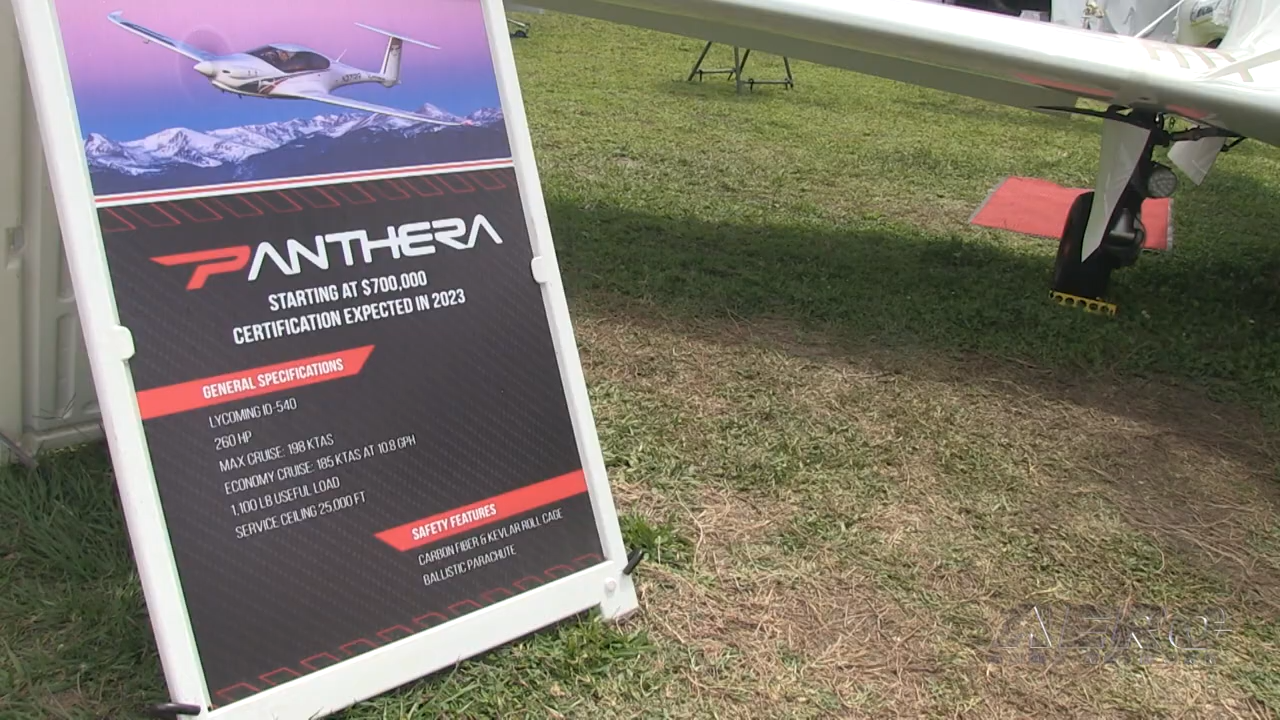 PANTHERA
STARTING AT $700,000
CERTIFICATION EXPECTED IN 2023
GENERAL SPECIFICATIONS
LYCOMING IO-540
260 HP
MAX CRUISE: 198 KTAS
ECONOMY CRUISE: 185 KTAS AT 10.8 GPH
1,100 LB USEFUL LOAD
SERVICE CEILING 25,000 FT
SAFETY FEATURES
CARBON FIBER & KEVLAR ROLL CAGE
BALLISTIC PARACHUTE